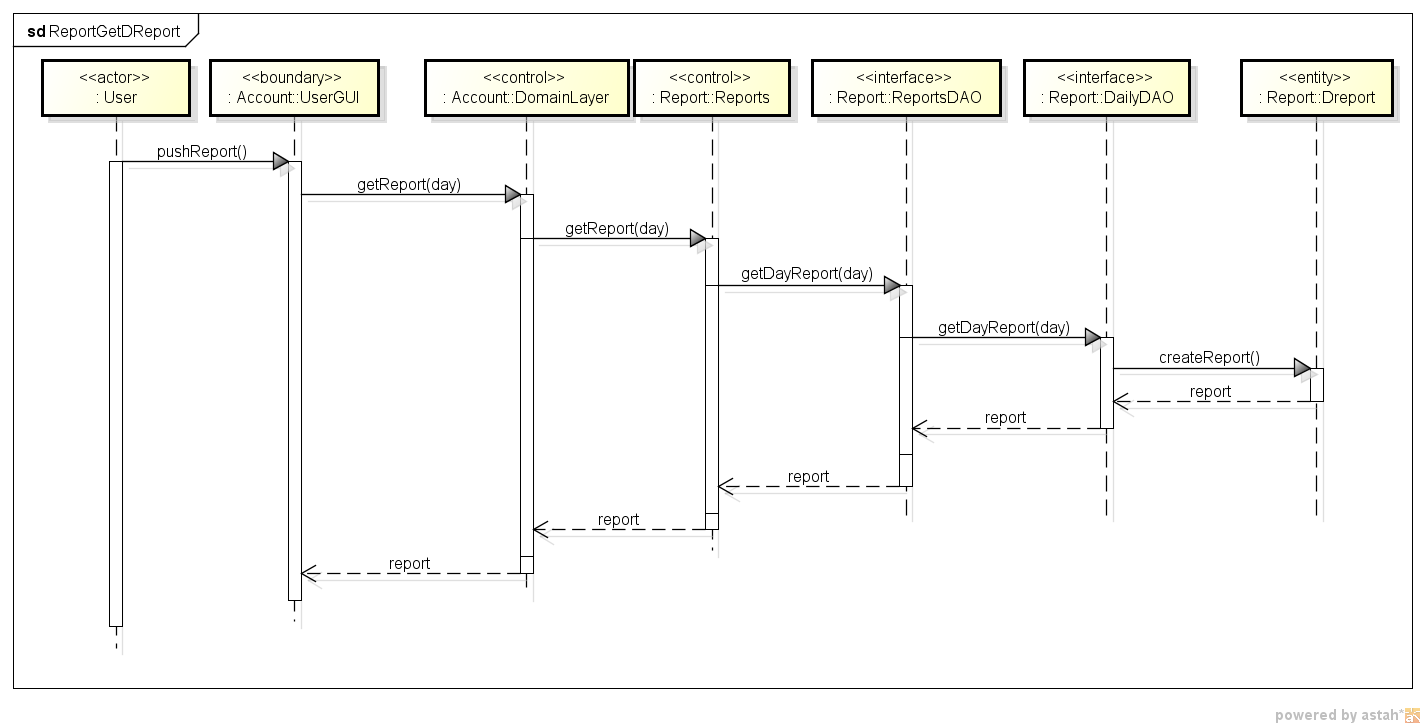 sd ReportGetDReport
<<actor>>
: User
<<boundary>>
: Account::UserGUI
<<control>>
: Account::DomainLayer
<<control>>
: Report::Reports
<<interface>>
: Report::ReportsDAO
<<interface>>
: Report::DailyDAO
<<entity>>
: Report::Dreport
pushReport()
getReport(day)
getReport(day)
getDayReport(day)
getDayReport(day)
createReport()
report
report
report
report
report
powered by astah*